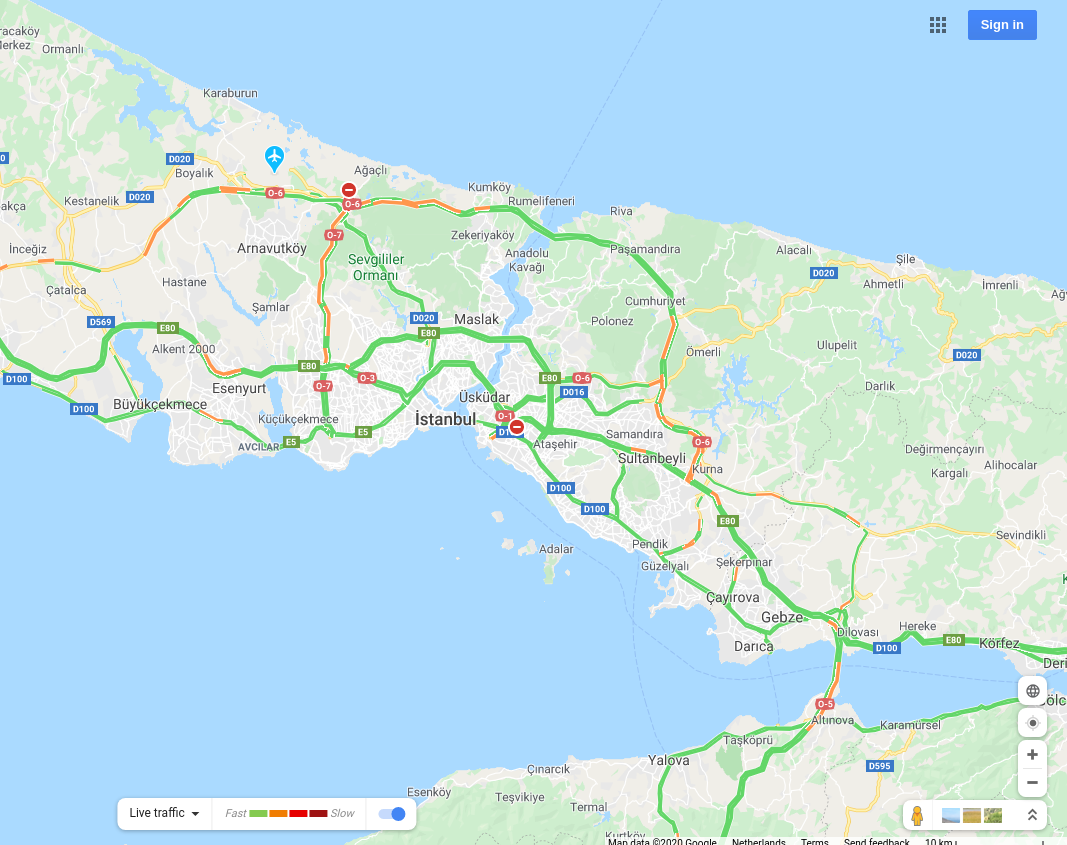 Sign in
racaköy
Merkez
Ormanlı
Karaburun
D020
Boyalık
Ağaçlı
D020
Kestanelik
O-6
O-6
Kumköy
Rumelifeneri
Riva
akça
O-7
Zekeriyaköy
İnceğiz
Arnavutköy
Sevgililer
Ormanı
Anadolu
Kavağı
Paşamandıra
Alacalı
Şile
D020
Çatalca
Hastane
Ahmetli
İmrenli
Ağv
Şamlar
Cumhuriyet
D569
E80
D020
E80
Maslak
Polonez
Alkent 2000
Ömerli
Ulupelit
D020
D100
Esenyurt
E80
O-3
O-7
E80
O-6
D016
Darlık
D100
Büyükçekmece
Üsküdar
Küçükçekmece
İstanbul
O-1
AVCILAR
E5
E5
Ataşehir
Samandıra
O-6
Değirmençayırı
Sultanbeyli
Kurna
Alihocalar
Kargalı
D100
D100
E80
Sevindikli
Adalar
Pendik
Güzelyalı
Şekerpınar
Çayırova
Gebze
Dilovası
Hereke
Darıca
D100
E80
Körfez
Deri
O-5
Gölc
Altınova
Karamürsel
Taşköprü
Yalova
D595
Çınarcık
Esenköy
Teşvikiye
Termal
Kurtköy
Live traffic
Fast
Slow
Map data ©2020 Google
Netherlands
Terms
Send feedback
10 km